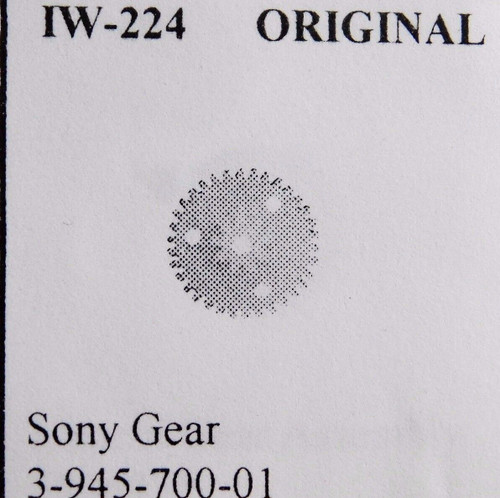 IW-224 ORIGINAL
Sony Gear
3-945-700-01